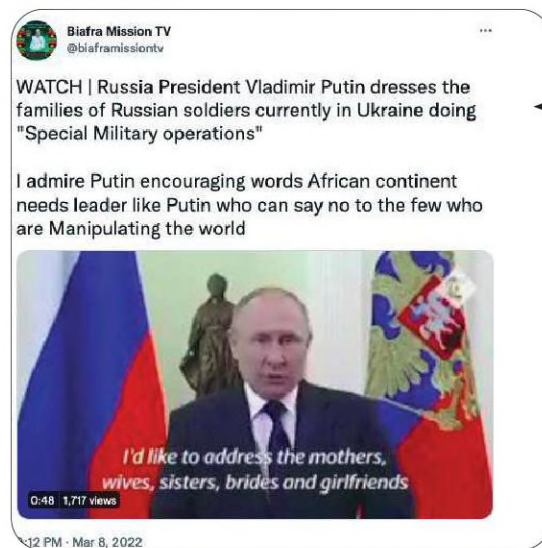 Biafra Mission TV
@biaframissiontv
WATCH | Russia President Vladimir Putin dresses the
families of Russian soldiers currently in Ukraine doing
"Special Military operations"
I admire Putin encouraging words African continent
needs leader like Putin who can say no to the few who
are Manipulating the world
I'd like to address the mothers,
wives, sisters, brides and girlfriends
0:48 1,717 views
:12 PM · Mar 8, 2022